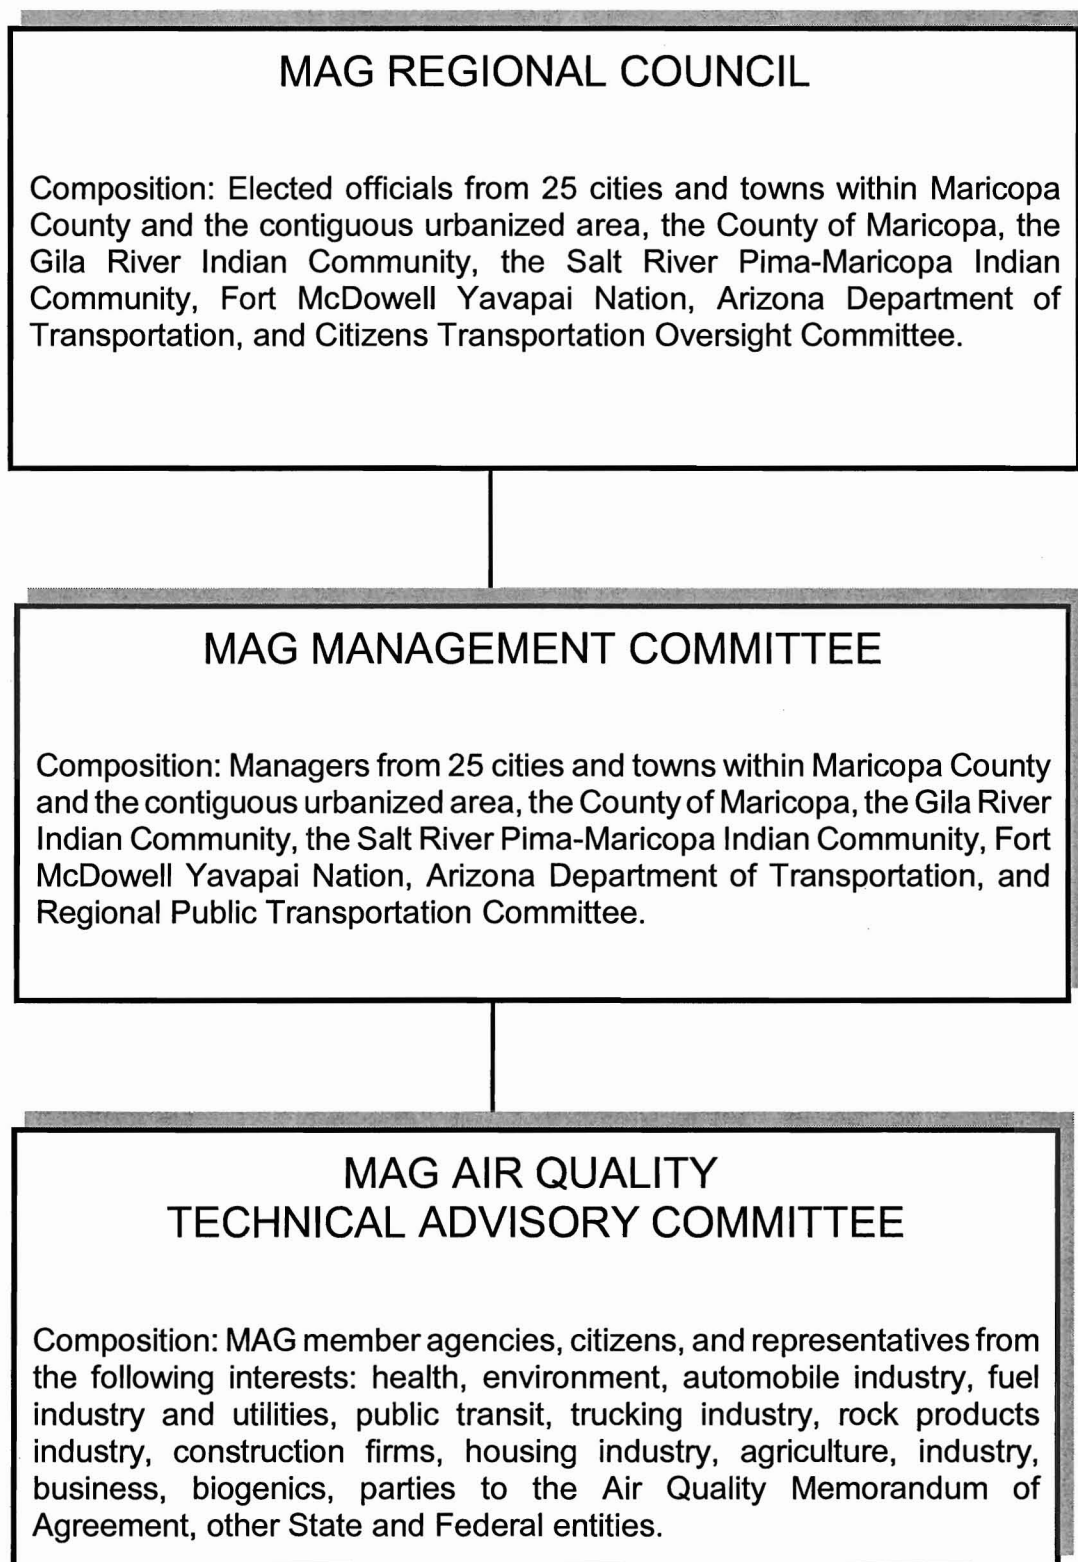 MAG REGIONAL COUNCIL
Composition: Elected officials from 25 cities and towns within Maricopa
County and the contiguous urbanized area, the County of Maricopa, the
Gila River Indian Community, the Salt River Pima-Maricopa Indian
Community, Fort McDowell Yavapai Nation, Arizona Department of
Transportation, and Citizens Transportation Oversight Committee.
MAG MANAGEMENT COMMITTEE
Composition: Managers from 25 cities and towns within Maricopa County
and the contiguous urbanized area, the County of Maricopa, the Gila River
Indian Community, the Salt River Pima-Maricopa Indian Community, Fort
McDowell Yavapai Nation, Arizona Department of Transportation, and
Regional Public Transportation Committee.
MAG AIR QUALITY
TECHNICAL ADVISORY COMMITTEE
Composition: MAG member agencies, citizens, and representatives from
the following interests: health, environment, automobile industry, fuel
industry and utilities, public transit, trucking industry, rock products
industry, construction firms, housing industry, agriculture, industry,
business, biogenics, parties to the Air Quality Memorandum of
Agreement, other State and Federal entities.